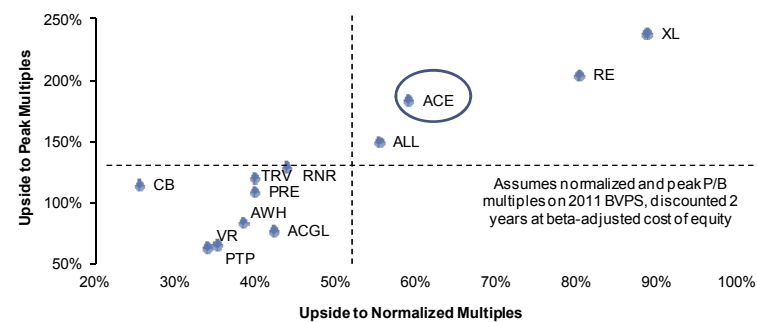 Upside to Peak Multiples
250%
200%
150%
100%
50%
XL
RE
ACE
ALL
TRV RNR
CB
PRE
AWH
ACGL
VR
PTP
Assumes normalized and peak P/B
multiples on 2011 BVPS, discounted 2
years at beta-adjusted cost of equity
20% 30% 40% 50% 60% 70% 80% 90% 100%
Upside to Normalized Multiples